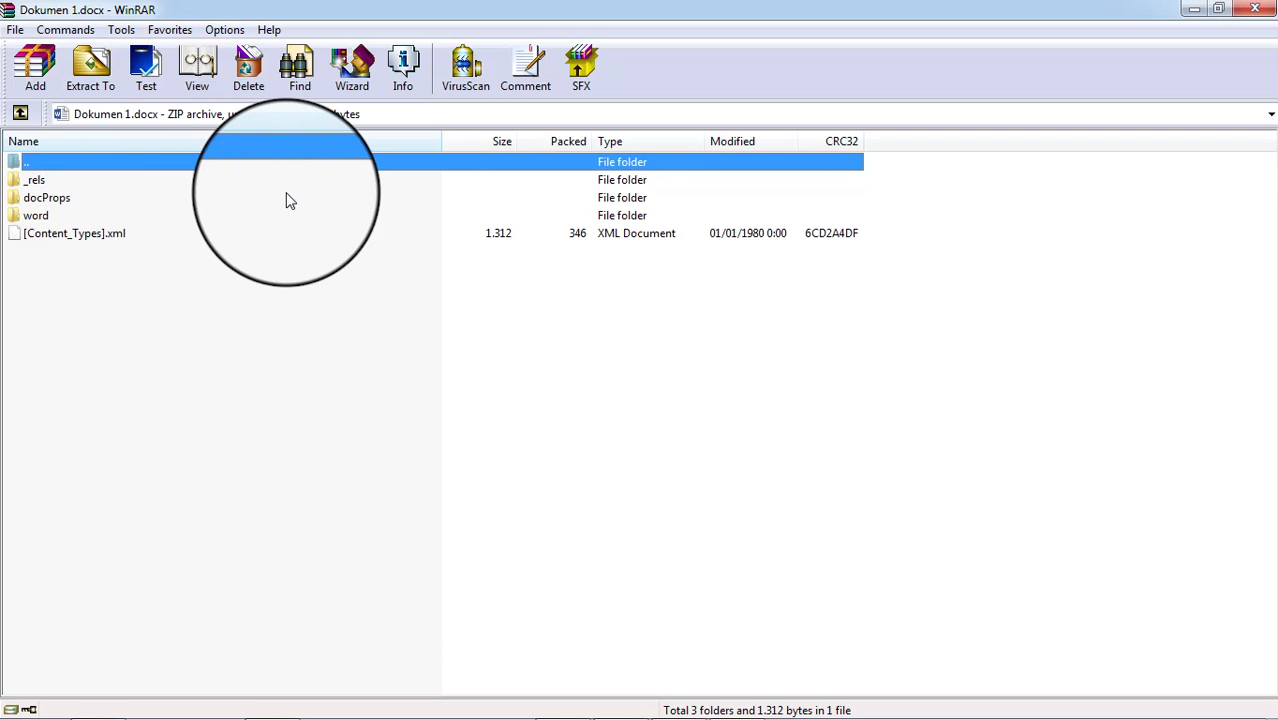 Dokumen 1.docx - WinRAR
File Commands Tools Favorites Options Help
Add Extract To Test View Delete Find Wizard Info VirusScan Comment SFX
Dokumen 1.docx - ZIP archive, bytes
Name Size Packed Type Modified CRC32
.. File folder
_rels File folder
docProps File folder
word File folder
[Content_Types].xml 1.312 346 XML Document 01/01/1980 0:00 6CD2A4DF
Total 3 folders and 1.312 bytes in 1 file